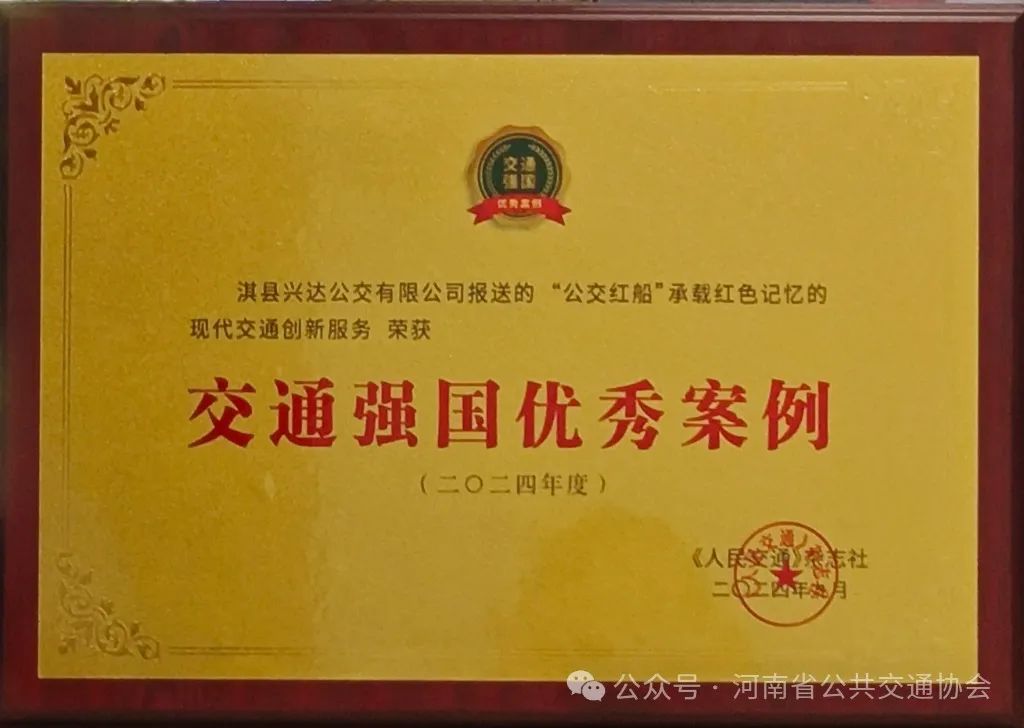 交通
强国
优秀案例
淇县兴达公交有限公司报送的 “公交红船”承载红色记忆的
现代交通创新服务 荣获
交通强国优秀案例
（二〇二四年度）
《人民交通》杂志社
二〇二四年九月
公众号·河南省公共交通协会